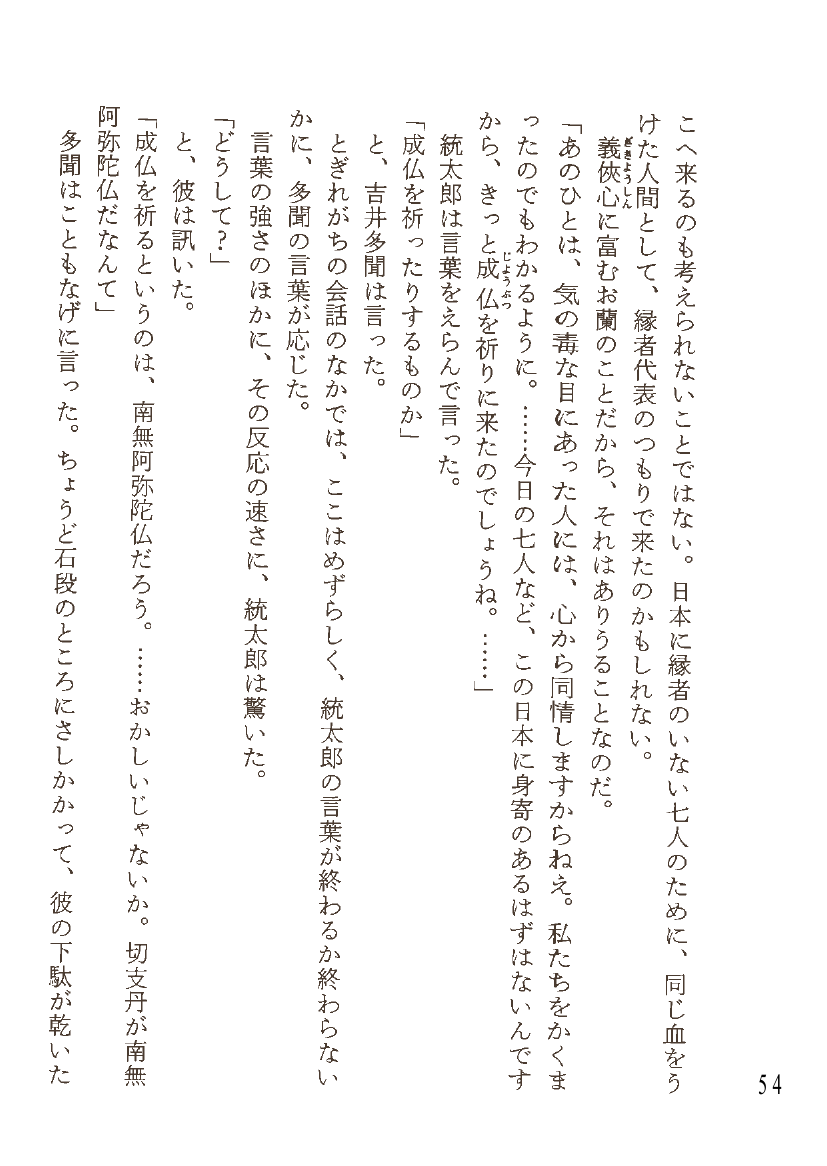 こへ来るのも考えられないことではない。日本に縁者のいない七人のために、同じ血をう
けた人間として、縁者代表のつもりで来たのかもしれない。
義俠心に富むお蘭のことだから、それはありうることなのだ。
ぎきようしん
「あのひとは、気の毒な目にあった人には、心から同情しますからねえ。私たちをかくま
ったのでもわかるように。……今日の七人など、この日本に身寄のあるはずはないんです
から、きっと成仏を祈りに来たのでしょうね。……」
じようぶつ
統太郎は言葉をえらんで言った。
「成仏を祈ったりするものか」
と、吉井多聞は言った。
とぎれがちの会話のなかでは、ここはめずらしく、統太郎の言葉が終わるか終わらない
かに、多聞の言葉が応じた。
言葉の強さのほかに、その反応の速さに、統太郎は驚いた。
「どうして？」
と、彼は訊いた。
「成仏を祈るというのは、南無阿弥陀仏だろう。……おかしいじゃないか。切支丹が南無
阿弥陀仏だなんて」
多聞はこともなげに言った。ちょうど石段のところにさしかかって、彼の下駄が乾いた
54